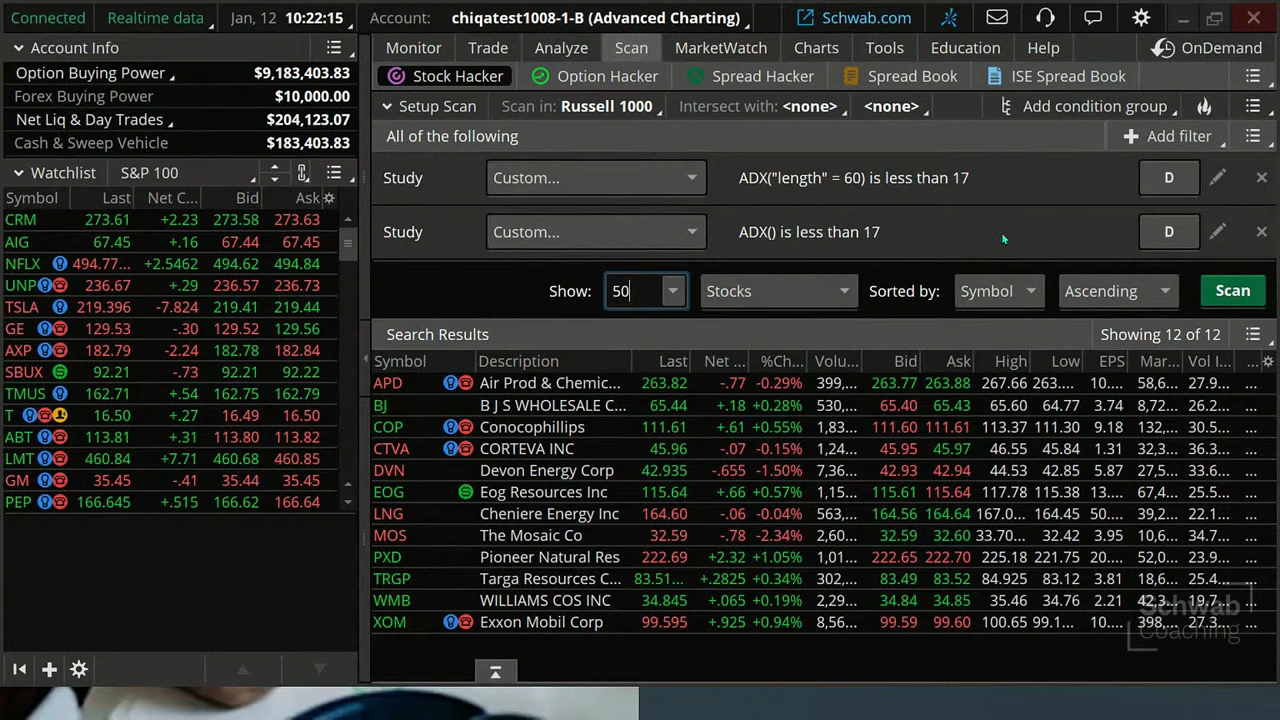 Connected Realtime data Jan, 12 10:22:15 Account: chiqatest1008-1-B (Advanced Charting) Schwab.com
Account Info
Option Buying Power $9,183,403.83
Forex Buying Power $10,000.00
Net Liq & Day Trades $204,123.07
Cash & Sweep Vehicle $183,403.83
Watchlist S&P 100
Symbol Last Net C... Bid Ask
CRM 273.61 +2.23 273.58 273.63
AIG 67.45 +.16 67.44 67.45
NFLX 494.77... +2.5462 494.62 494.84
UNP 236.67 +.29 236.57 236.73
TSLA 219.396 -7.824 219.41 219.44
GE 129.53 -.30 129.52 129.56
AXP 182.79 -2.24 182.78 182.84
SBUX 92.21 -.73 92.21 92.22
TMUS 162.71 +.54 162.75 162.79
T 16.50 +.27 16.49 16.50
ABT 113.81 +.31 113.80 113.82
LMT 460.84 +7.71 460.68 460.85
GM 35.45 -.41 35.44 35.45
PEP 166.645 +.515 166.62 166.64
Monitor Trade Analyze Scan MarketWatch Charts Tools Education Help OnDemand
Stock Hacker Option Hacker Spread Hacker Spread Book ISE Spread Book
Setup Scan Scan in: Russell 1000 Intersect with: <none> <none> Add condition group
All of the following Add filter
Study Custom... ADX("length" = 60) is less than 17 D
Study Custom... ADX() is less than 17 D
Show: 50 Stocks Sorted by: Symbol Ascending Scan
Search Results Showing 12 of 12
Symbol Description Last Net ... %Ch... Volu... Bid Ask High Low EPS Mar... Vol I... ...
APD Air Prod & Chemic... 263.82 -.77 -0.29% 399,... 263.77 263.88 267.66 263.... 10.... 58,6... 27.9... ...
BJ B J S WHOLESALE C... 65.44 +.18 +0.28% 530,... 65.40 65.43 65.60 64.77 3.74 8,72... 26.2... ...
COP Conocophillips 111.61 +.61 +0.55% 1,83... 111.60 111.61 113.37 111.30 9.18 132,... 30.5... ...
CTVA CORTEVA INC 45.96 -.07 -0.15% 1,24... 45.95 45.97 46.55 45.84 1.31 32,3... 36.3... ...
DVN Devon Energy Corp 42.935 -.655 -1.50% 7,36... 42.93 42.94 44.53 42.85 5.87 27,5... 33.6... ...
EOG Eog Resources Inc 115.64 +.66 +0.57% 1,15... 115.61 115.64 117.78 115.38 13.... 67,4... 25.5... ...
LNG Cheniere Energy Inc 164.60 -.06 -0.04% 563,... 164.56 164.64 167.0... 164.45 50.... 39,2... 22.1... ...
MOS The Mosaic Co 32.59 -.78 -2.34% 2,60... 32.59 32.60 33.70... 32.42 3.95 10,6... 34.7... ...
PXD Pioneer Natural Res 222.69 +2.32 +1.05% 1,01... 222.65 222.70 225.18 221.75 20.... 52,0... 23.9... ...
TRGP Targa Resources C... 83.51... +.2825 +0.34% 302,... 83.49 83.52 84.925 83.12 3.81 18,6... 25.4... ...
WMB WILLIAMS COS INC 34.845 +.065 +0.19% 2,29... 34.84 34.85 35.46 34.76 2.21 42,3... 19.7... ...
XOM Exxon Mobil Corp 99.595 +.925 +0.94% 8,56... 99.59 99.60 100.65 99.1... 10.... 398,... 27.3... ...
Schwab
Coaching